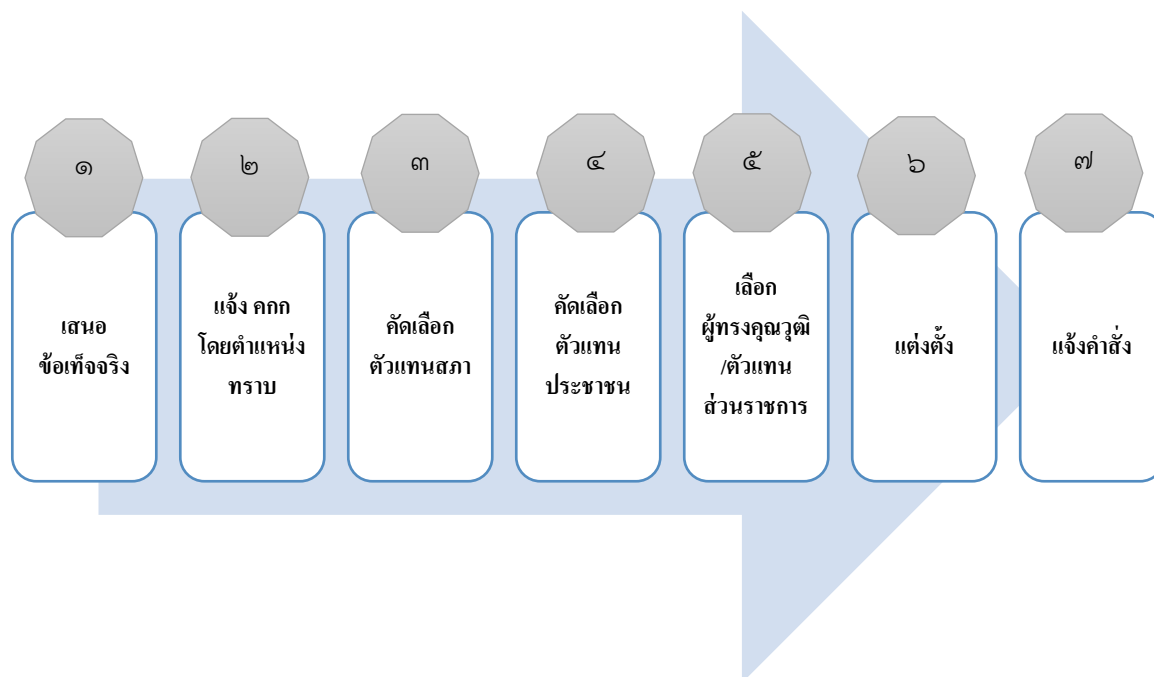 ๑
เสนอ
ข้อเท็จจริง
๒
แจ้ง คกก
โดยตำแหน่ง
ทราบ
๓
คัดเลือก
ตัวแทนสภา
๔
คัดเลือก
ตัวแทน
ประชาชน
๕
เลือก
ผู้ทรงคุณวุฒิ
/ตัวแทน
ส่วนราชการ
๖
แต่งตั้ง
๗
แจ้งคำสั่ง